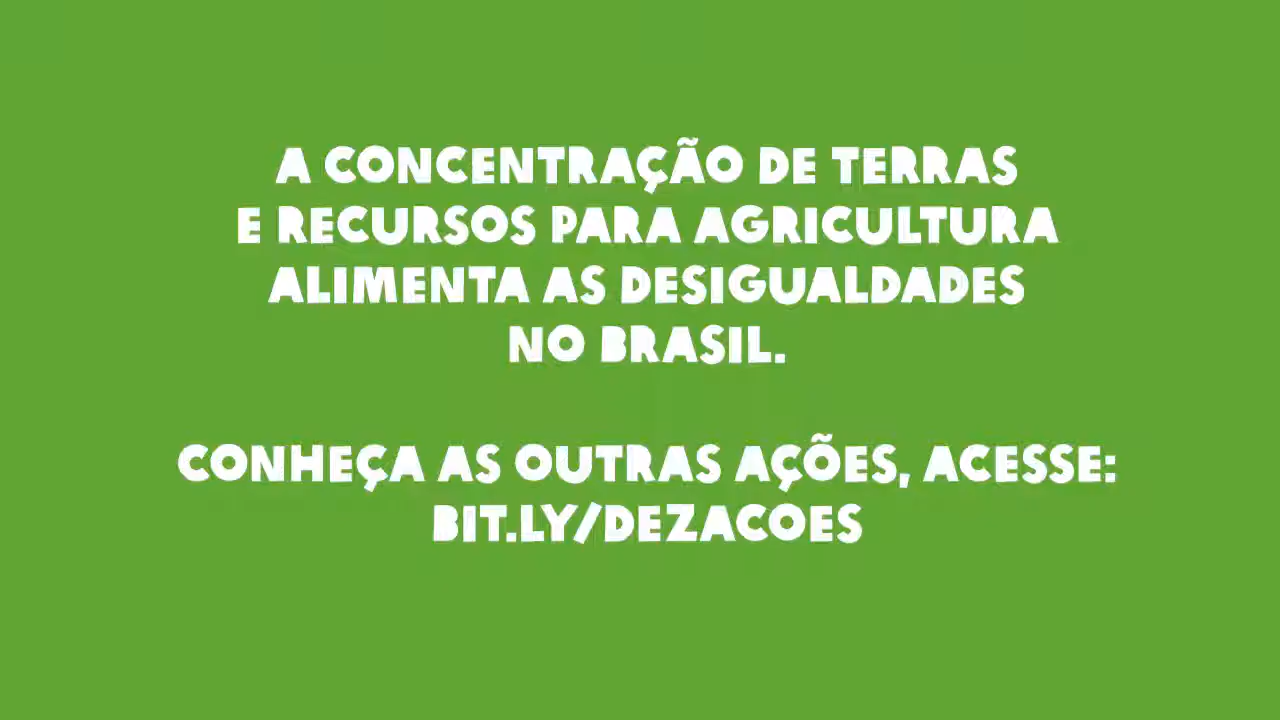 A CONCENTRAÇÃO DE TERRAS
E RECURSOS PARA AGRICULTURA
ALIMENTA AS DESIGUALDADES
NO BRASIL.
CONHEÇA AS OUTRAS AÇÕES, ACESSE:
BIT.LY/DEZACOES